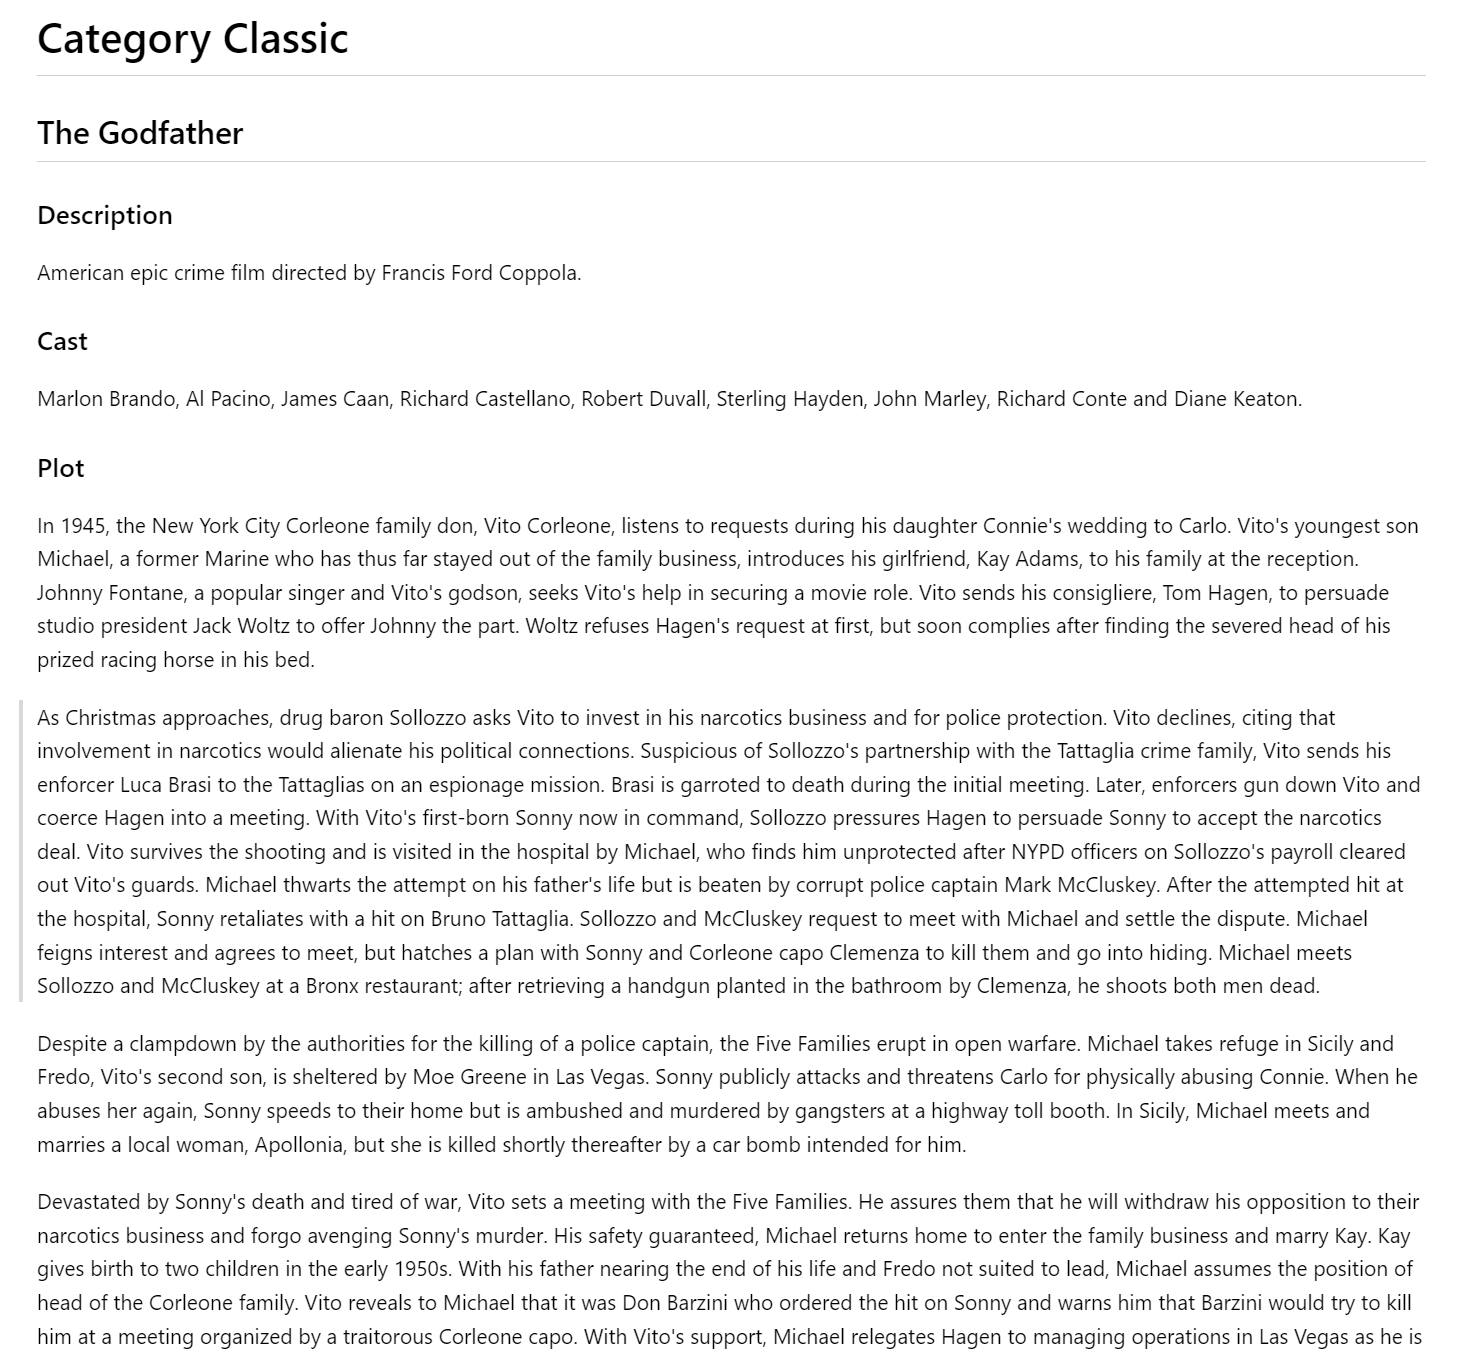 Category Classic
The Godfather
Description
American epic crime film directed by Francis Ford Coppola.
Cast
Marlon Brando, Al Pacino, James Caan, Richard Castellano, Robert Duvall, Sterling Hayden, John Marley, Richard Conte and Diane Keaton.
Plot
In 1945, the New York City Corleone family don, Vito Corleone, listens to requests during his daughter Connie's wedding to Carlo. Vito's youngest son
Michael, a former Marine who has thus far stayed out of the family business, introduces his girlfriend, Kay Adams, to his family at the reception.
Johnny Fontane, a popular singer and Vito's godson, seeks Vito's help in securing a movie role. Vito sends his consigliere, Tom Hagen, to persuade
studio president Jack Woltz to offer Johnny the part. Woltz refuses Hagen's request at first, but soon complies after finding the severed head of his
prized racing horse in his bed.
As Christmas approaches, drug baron Sollozzo asks Vito to invest in his narcotics business and for police protection. Vito declines, citing that
involvement in narcotics would alienate his political connections. Suspicious of Sollozzo's partnership with the Tattaglia crime family, Vito sends his
enforcer Luca Brasi to the Tattaglias on an espionage mission. Brasi is garroted to death during the initial meeting. Later, enforcers gun down Vito and
coerce Hagen into a meeting. With Vito's first-born Sonny now in command, Sollozzo pressures Hagen to persuade Sonny to accept the narcotics
deal. Vito survives the shooting and is visited in the hospital by Michael, who finds him unprotected after NYPD officers on Sollozzo's payroll cleared
out Vito's guards. Michael thwarts the attempt on his father's life but is beaten by corrupt police captain Mark McCluskey. After the attempted hit at
the hospital, Sonny retaliates with a hit on Bruno Tattaglia. Sollozzo and McCluskey request to meet with Michael and settle the dispute. Michael
feigns interest and agrees to meet, but hatches a plan with Sonny and Corleone capo Clemenza to kill them and go into hiding. Michael meets
Sollozzo and McCluskey at a Bronx restaurant; after retrieving a handgun planted in the bathroom by Clemenza, he shoots both men dead.
Despite a clampdown by the authorities for the killing of a police captain, the Five Families erupt in open warfare. Michael takes refuge in Sicily and
Fredo, Vito's second son, is sheltered by Moe Greene in Las Vegas. Sonny publicly attacks and threatens Carlo for physically abusing Connie. When he
abuses her again, Sonny speeds to their home but is ambushed and murdered by gangsters at a highway toll booth. In Sicily, Michael meets and
marries a local woman, Apollonia, but she is killed shortly thereafter by a car bomb intended for him.
Devastated by Sonny's death and tired of war, Vito sets a meeting with the Five Families. He assures them that he will withdraw his opposition to their
narcotics business and forgo avenging Sonny's murder. His safety guaranteed, Michael returns home to enter the family business and marry Kay. Kay
gives birth to two children in the early 1950s. With his father nearing the end of his life and Fredo not suited to lead, Michael assumes the position of
head of the Corleone family. Vito reveals to Michael that it was Don Barzini who ordered the hit on Sonny and warns him that Barzini would try to kill
him at a meeting organized by a traitorous Corleone capo. With Vito's support, Michael relegates Hagen to managing operations in Las Vegas as he is